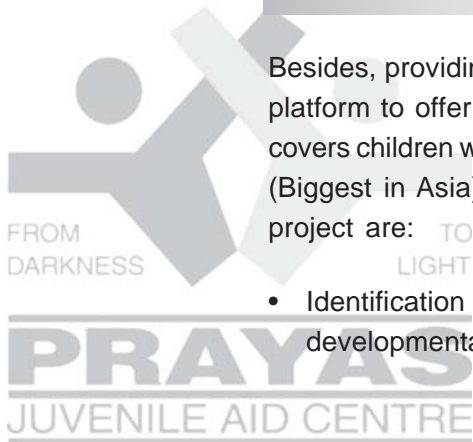 Besides, providin
platform to offer
covers children w
(Biggest in Asia
project are:
• Identification
developmenta
FROM
DARKNESS
TO
LIGHT
PRAYAS
JUVENILE AID CENTRE